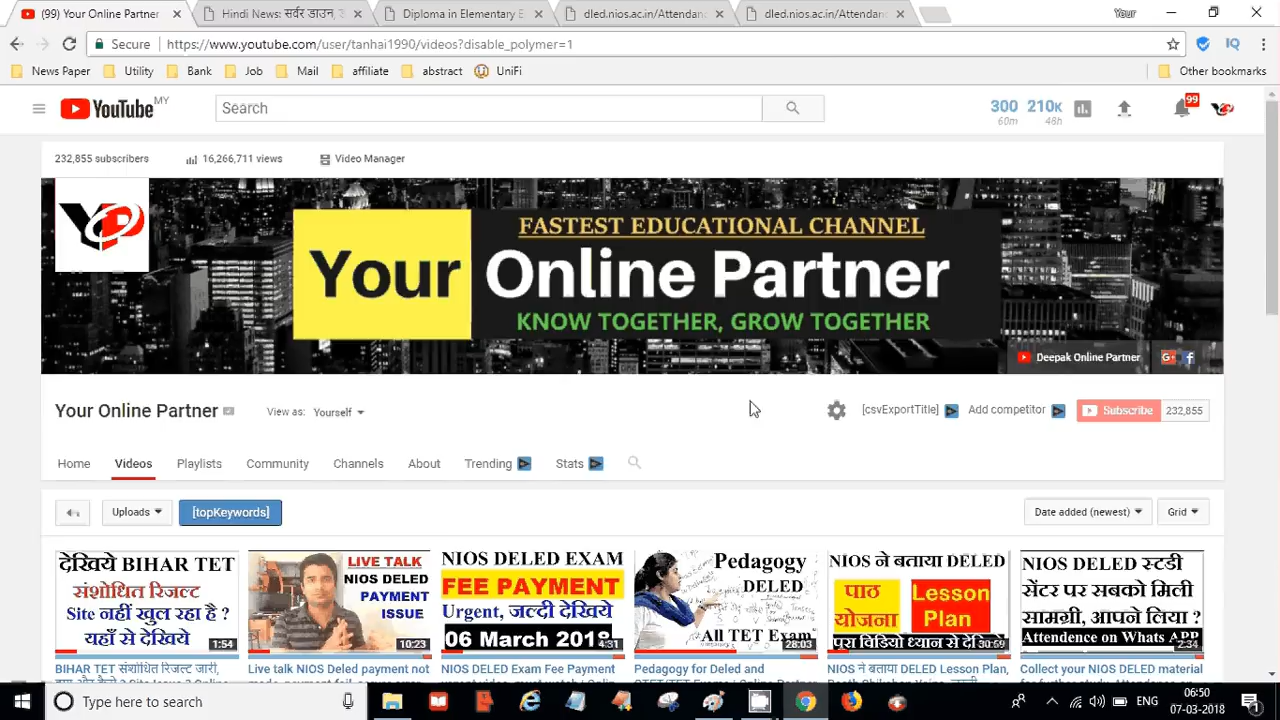 (99) Your Online Partner
Hindi News: सर्वर डाउन,
Diploma in Elementary E
dled.nios.ac.in/Attendanc
dled.nios.ac.in/Attendanc
Your
Secure
https://www.youtube.com/user/tanhai1990/videos?disable_polymer=1
IQ
News Paper
Utility
Bank
Job
Mail
affiliate
abstract
UniFi
Other bookmarks
YouTube MY
Search
300 210K
60m 48h
99
232,855 subscribers
16,266,711 views
Video Manager
FASTEST EDUCATIONAL CHANNEL
Your Online Partner
KNOW TOGETHER, GROW TOGETHER
Deepak Online Partner
G+ f
Your Online Partner
View as: Yourself
[csvExportTitle]
Add competitor
Subscribe 232,855
Home
Videos
Playlists
Community
Channels
About
Trending
Stats
Uploads
[topKeywords]
Date added (newest)
Grid
देखिये BIHAR TET
संशोधित रिजल्ट
Site नहीं खुल रहा है ?
यहाँ से देखिये
1:54
LIVE TALK
NIOS DELED
PAYMENT
ISSUE
10:23
NIOS DELED EXAM
FEE PAYMENT
Urgent, जल्दी देखिये
06 March 2018
4:31
Pedagogy
DELED
All TET Exam
28:03
NIOS ने बताया DELED
पाठ योजना
Lesson Plan
पूरा विडियो ध्यान से
30:59
NIOS DELED स्टडी
सेंटर पर सबको मिली
सामग्री, आपने लिया ?
Attendence on Whats APP
2:34
BIHAR TET संशोधित रिजल्ट जारी,
Live talk NIOS Deled payment not
NIOS DELED Exam Fee Payment
Pedagogy for Deled and
NIOS ने बताया DELED Lesson Plan,
Collect your NIOS DELED material
Type here to search
ENG
06:50
07-03-2018
1